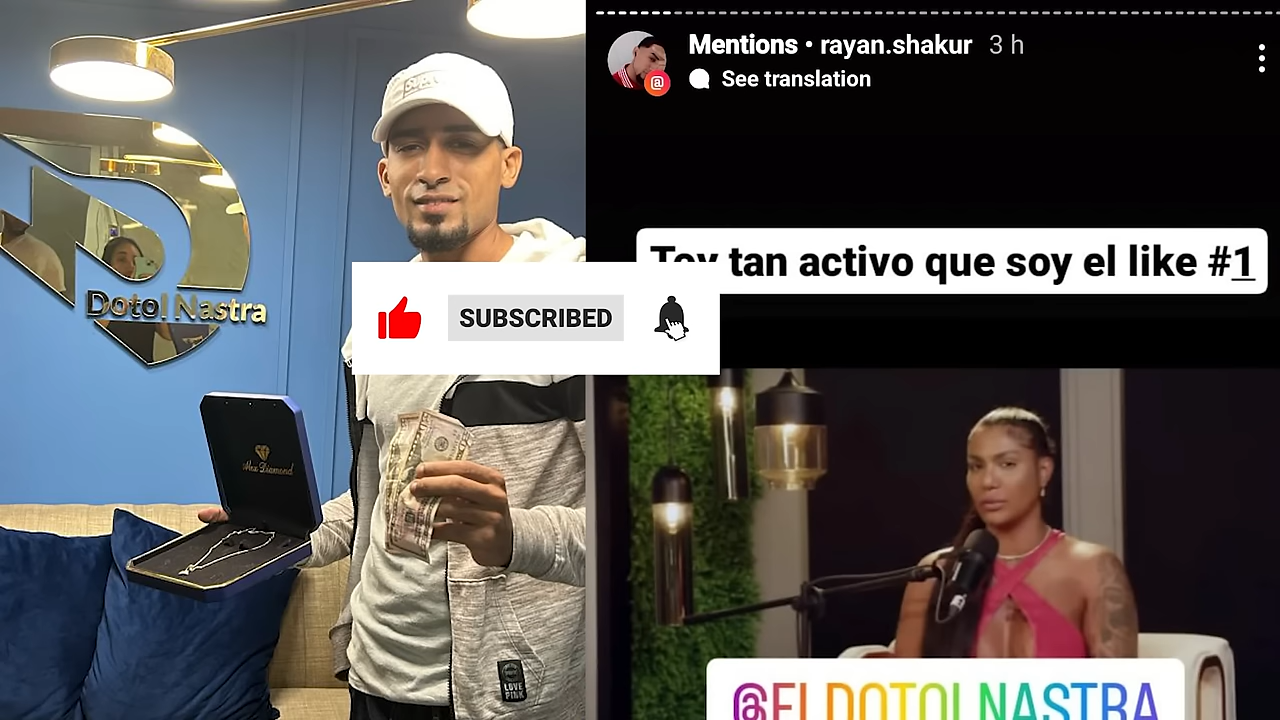 Dotol Nastra
Alex Diamond
LOVE
PINK
SUBSCRIBED
Mentions • rayan.shakur 3 h
@
See translation
Toy tan activo que soy el like #1
@ELDOTOLNASTRA